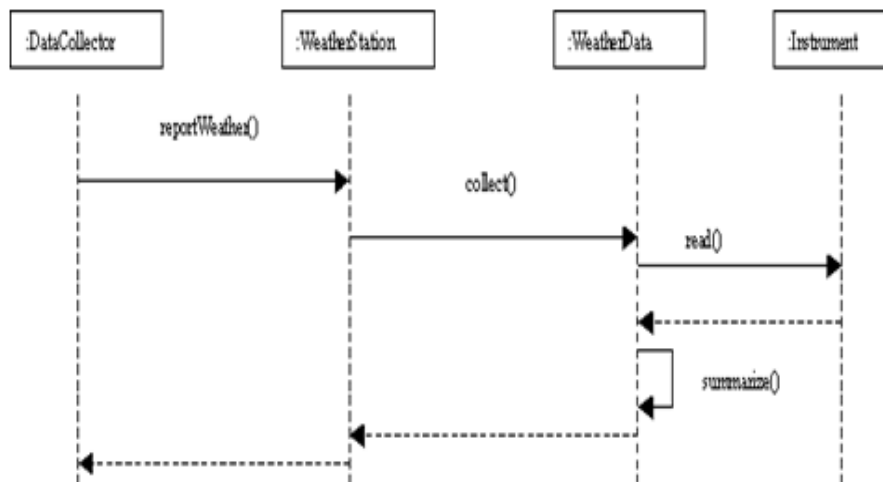 :DataCollector
:WeatherStation
:WeatherData
:Instrument
reportWeather()
collect()
read()
summarize()